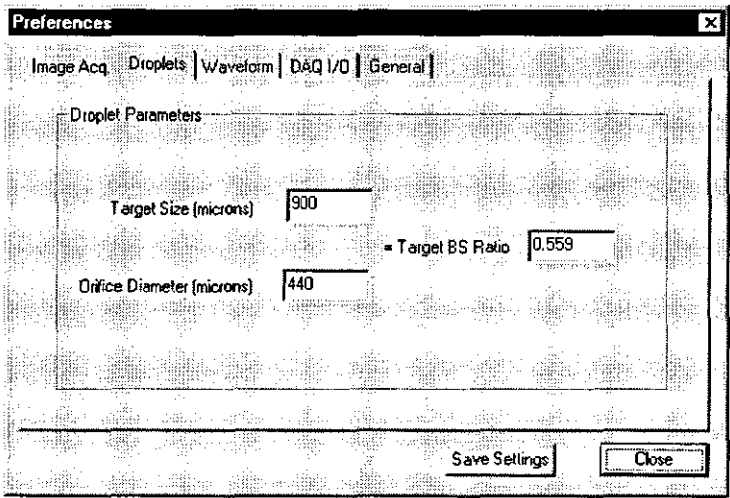 Preferences
Image Acq. Droplets Waveform DAQ I/O General
Droplet Parameters
Target Size (microns) 900
= Target BS Ratio 0.559
Orifice Diameter (microns) 440
Save Settings Close